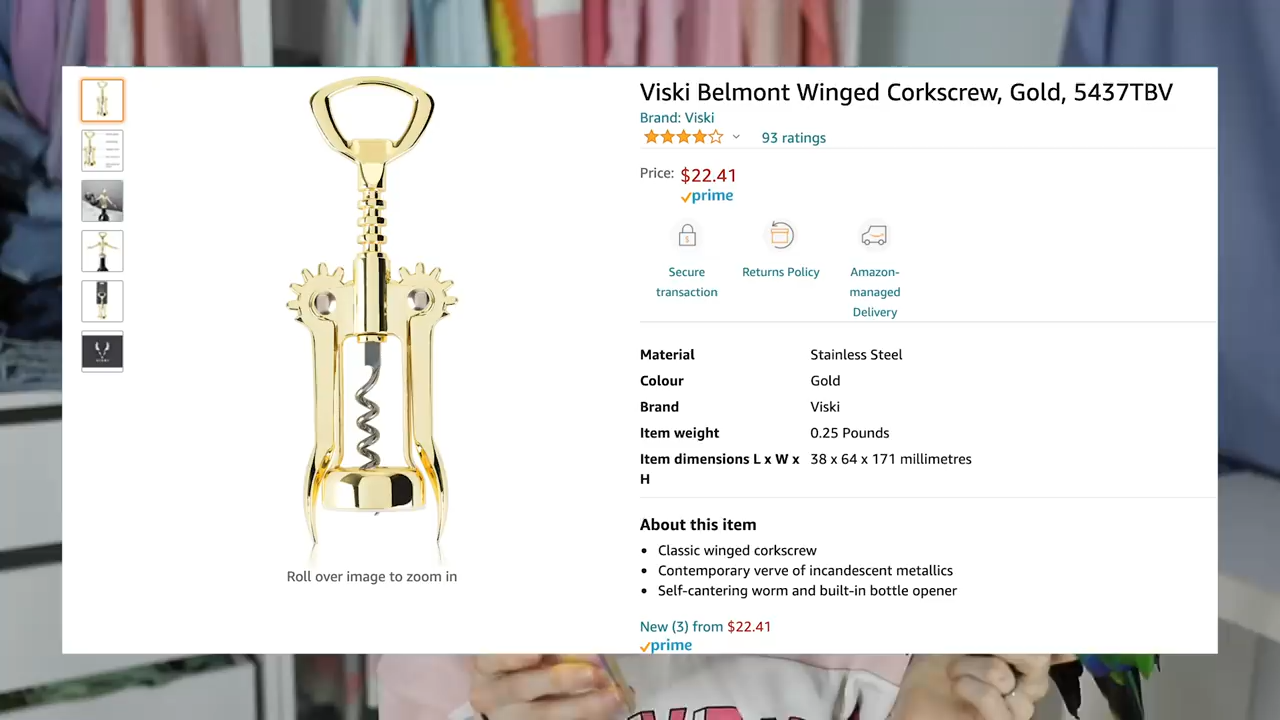 Viski Belmont Winged Corkscrew, Gold, 5437TBV
Brand: Viski
93 ratings
Price: $22.41
prime
Secure transaction
Returns Policy
Amazon-managed Delivery
Material Stainless Steel
Colour Gold
Brand Viski
Item weight 0.25 Pounds
Item dimensions L x W x H 38 x 64 x 171 millimetres
About this item
• Classic winged corkscrew
• Contemporary verve of incandescent metallics
• Self-cantering worm and built-in bottle opener
New (3) from $22.41
prime
Roll over image to zoom in